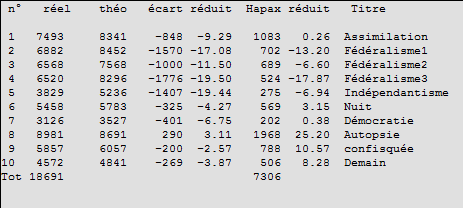 n° réel théo écart réduit Hapax réduit Titre
1 7493 8341 -848 -9.29 1083 0.26 Assimilation
2 6882 8452 -1570 -17.08 702 -13.20 Fédéralisme1
3 6568 7568 -1000 -11.50 689 -6.60 Fédéralisme2
4 6520 8296 -1776 -19.50 524 -17.87 Fédéralisme3
5 3829 5236 -1407 -19.44 275 -6.94 Indépendantisme
6 5458 5783 -325 -4.27 569 3.15 Nuit
7 3126 3527 -401 -6.75 202 0.38 Démocratie
8 8981 8691 290 3.11 1968 25.20 Autopsie
9 5857 6057 -200 -2.57 788 10.57 confisquée
10 4572 4841 -269 -3.87 506 8.28 Demain
Tot 18691 7306